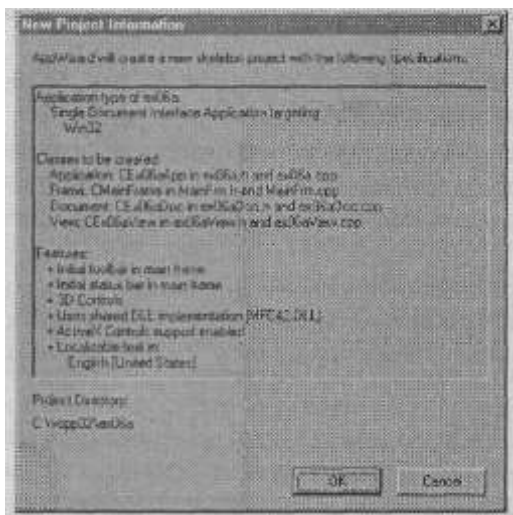 New Project Information
AppWizard will create a new skeleton project with the following specifications:
Application type of ex06a:
Single Document Interface Application targeting:
Win32
Classes to be created:
Application: CEx06aApp in ex06a.h and ex06a.cpp
Frame: CMainFrame in MainFrm.h and MainFrm.cpp
Document: CEx06aDoc in ex06aDoc.h and ex06aDoc.cpp
View: CEx06aView in ex06aView.h and ex06aView.cpp
Features:
+ Initial toolbar in main frame
+ Initial status bar in main frame
+ 3D Controls
+ Uses shared DLL implementation (MFC42.DLL)
+ ActiveX Controls support enabled
+ Localizable text in:
English [United States]
Project Directory:
OK
Cancel